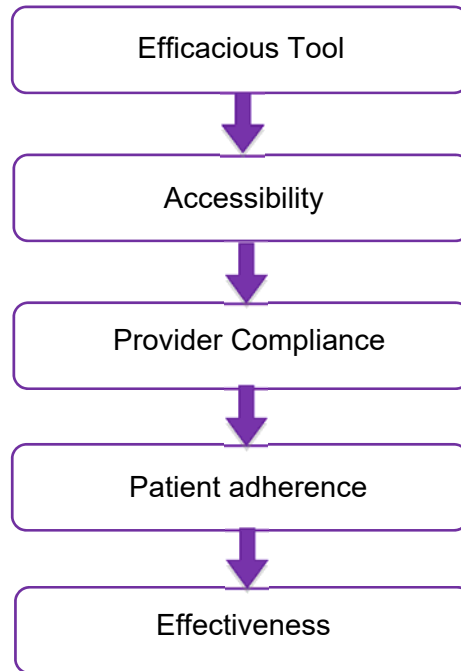 Efficacious Tool
Accessibility
Provider Compliance
Patient adherence
Effectiveness